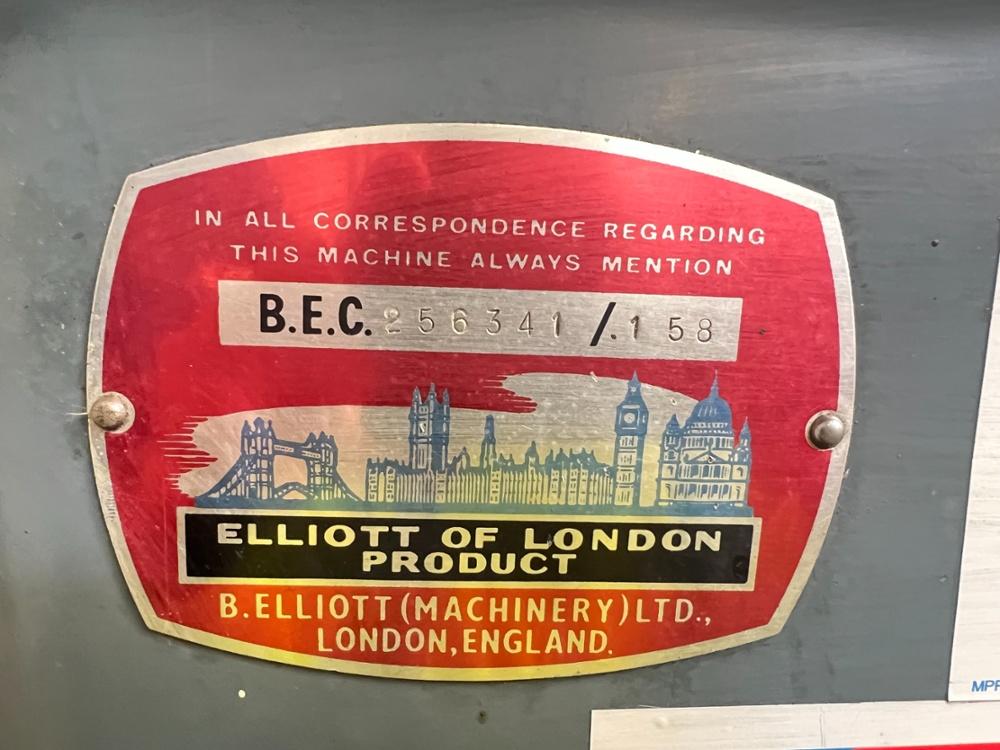 IN ALL CORRESPONDENCE REGARDING
THIS MACHINE ALWAYS MENTION
B.E.C. 256341 /.158
ELLIOTT OF LONDON
PRODUCT
B.ELLIOTT (MACHINERY) LTD.,
LONDON, ENGLAND.